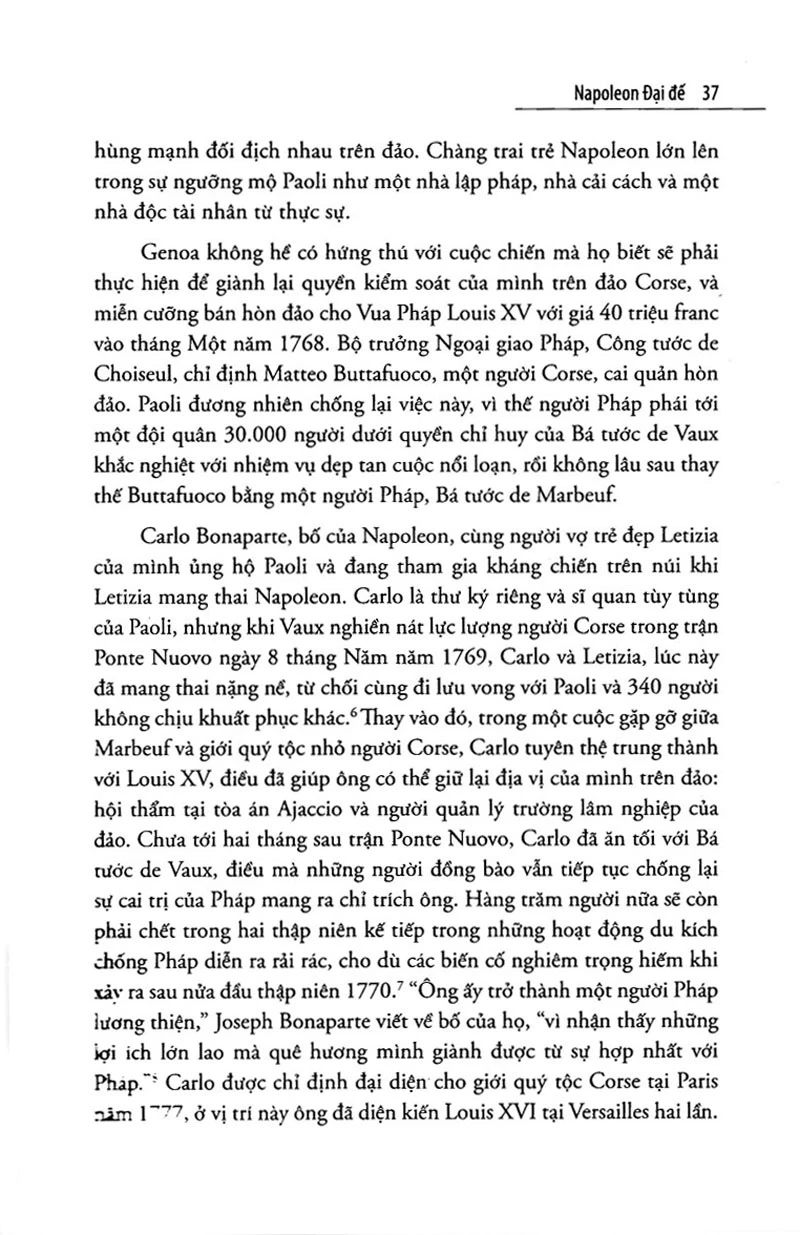 Napoleon Đại đế 37
hùng mạnh đối địch nhau trên đảo. Chàng trai trẻ Napoleon lớn lên
trong sự ngưỡng mộ Paoli như một nhà lập pháp, nhà cải cách và một
nhà độc tài nhân từ thực sự.
Genoa không hề có hứng thú với cuộc chiến mà họ biết sẽ phải
thực hiện để giành lại quyền kiểm soát của mình trên đảo Corse, và
miễn cưỡng bán hòn đảo cho Vua Pháp Louis XV với giá 40 triệu franc
vào tháng Một năm 1768. Bộ trưởng Ngoại giao Pháp, Công tước de
Choiseul, chỉ định Matteo Buttafuoco, một người Corse, cai quản hòn
đảo. Paoli đương nhiên chống lại việc này, vì thế người Pháp phái tới
một đội quân 30.000 người dưới quyền chỉ huy của Bá tước de Vaux
khắc nghiệt với nhiệm vụ dẹp tan cuộc nổi loạn, rồi không lâu sau thay
thế Buttafuoco bằng một người Pháp, Bá tước de Marbeuf.
Carlo Bonaparte, bố của Napoleon, cùng người vợ trẻ đẹp Letizia
của mình ủng hộ Paoli và đang tham gia kháng chiến trên núi khi
Letizia mang thai Napoleon. Carlo là thư ký riêng và sĩ quan tùy tùng
của Paoli, nhưng khi Vaux nghiền nát lực lượng người Corse trong trận
Ponte Nuovo ngày 8 tháng Năm năm 1769, Carlo và Letizia, lúc này
đã mang thai nặng nề, từ chối cùng đi lưu vong với Paoli và 340 người
không chịu khuất phục khác.⁶ Thay vào đó, trong một cuộc gặp gỡ giữa
Marbeuf và giới quý tộc nhỏ người Corse, Carlo tuyên thệ trung thành
với Louis XV, điều đã giúp ông có thể giữ lại địa vị của mình trên đảo:
hội thẩm tại tòa án Ajaccio và người quản lý trường lâm nghiệp của
đảo. Chưa tới hai tháng sau trận Ponte Nuovo, Carlo đã ăn tối với Bá
tước de Vaux, điều mà những người đồng bào vẫn tiếp tục chống lại
sự cai trị của Pháp mang ra chỉ trích ông. Hàng trăm người nữa sẽ còn
phải chết trong hai thập niên kế tiếp trong những hoạt động du kích
chống Pháp diễn ra rải rác, cho dù các biến cố nghiêm trọng hiếm khi
xảy ra sau nửa đầu thập niên 1770.⁷ “Ông ấy trở thành một người Pháp
lương thiện,” Joseph Bonaparte viết về bố của họ, “vì nhận thấy những
lợi ích lớn lao mà quê hương mình giành được từ sự hợp nhất với
Pháp.” Carlo được chỉ định đại diện cho giới quý tộc Corse tại Paris
năm 1777, ở vị trí này ông đã diện kiến Louis XVI tại Versailles hai lần.